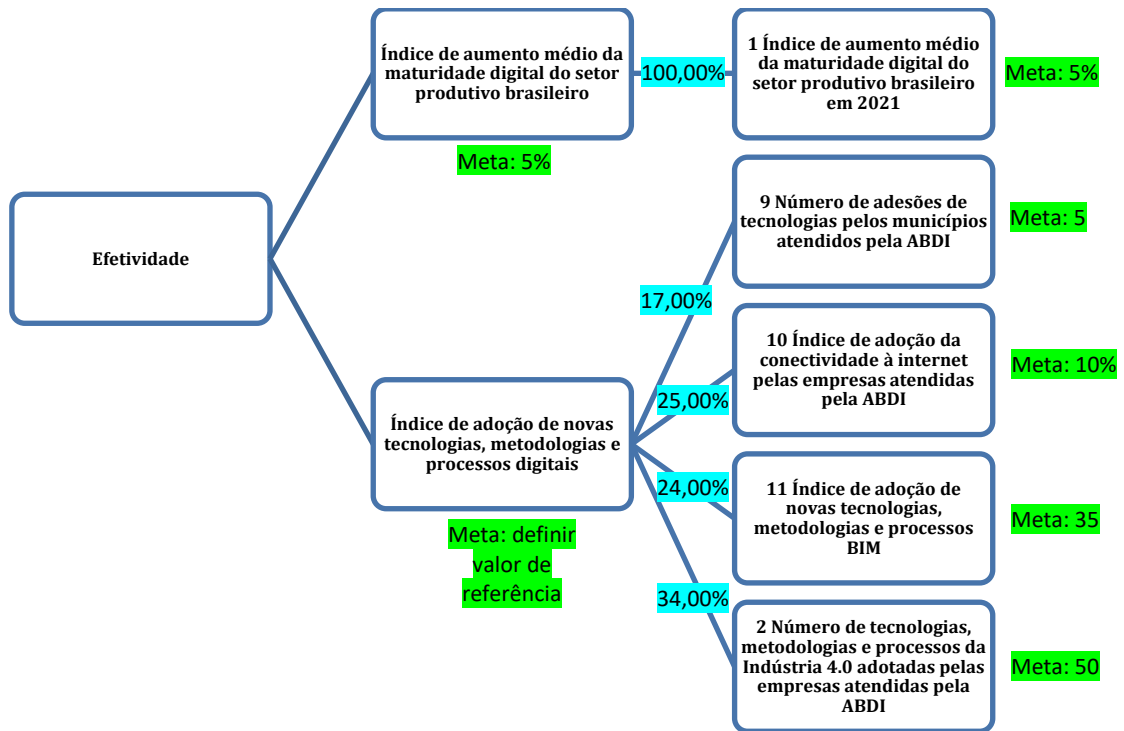 Efetividade
Índice de aumento médio da
maturidade digital do setor
produtivo brasileiro
Meta: 5%
100,00%
1 Índice de aumento médio
da maturidade digital do
setor produtivo brasileiro
em 2021
Meta: 5%
Índice de adoção de novas
tecnologias, metodologias e
processos digitais
Meta: definir
valor de
referência
17,00%
9 Número de adesões de
tecnologias pelos municípios
atendidos pela ABDI
Meta: 5
25,00%
10 Índice de adoção da
conectividade à internet
pelas empresas atendidas
pela ABDI
Meta: 10%
24,00%
11 Índice de adoção de
novas tecnologias,
metodologias e processos
BIM
Meta: 35
34,00%
2 Número de tecnologias,
metodologias e processos da
Indústria 4.0 adotadas pelas
empresas atendidas pela
ABDI
Meta: 50